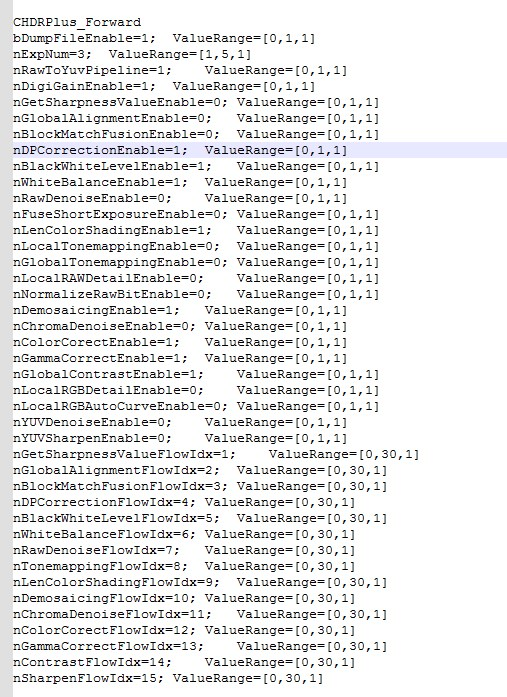 CHDRPlus_Forward
bDumpFileEnable=1; ValueRange=[0,1,1]
nExpNum=3; ValueRange=[1,5,1]
nRawToYuvPipeline=1; ValueRange=[0,1,1]
nDigiGainEnable=1; ValueRange=[0,1,1]
nGetSharpnessValueEnable=0; ValueRange=[0,1,1]
nGlobalAlignmentEnable=0; ValueRange=[0,1,1]
nBlockMatchFusionEnable=0; ValueRange=[0,1,1]
nDPCorrectionEnable=1; ValueRange=[0,1,1]
nBlackWhiteLevelEnable=1; ValueRange=[0,1,1]
nWhiteBalanceEnable=1; ValueRange=[0,1,1]
nRawDenoiseEnable=0; ValueRange=[0,1,1]
nFuseShortExposureEnable=0; ValueRange=[0,1,1]
nLenColorShadingEnable=1; ValueRange=[0,1,1]
nLocalTonemappingEnable=0; ValueRange=[0,1,1]
nGlobalTonemappingEnable=0; ValueRange=[0,1,1]
nLocalRAWDetailEnable=0; ValueRange=[0,1,1]
nNormalizeRawBitEnable=0; ValueRange=[0,1,1]
nDemosaicingEnable=1; ValueRange=[0,1,1]
nChromaDenoiseEnable=0; ValueRange=[0,1,1]
nColorCorectEnable=1; ValueRange=[0,1,1]
nGammaCorrectEnable=1; ValueRange=[0,1,1]
nGlobalContrastEnable=1; ValueRange=[0,1,1]
nLocalRGBDetailEnable=0; ValueRange=[0,1,1]
nLocalRGBAutoCurveEnable=0; ValueRange=[0,1,1]
nYUVDenoiseEnable=0; ValueRange=[0,1,1]
nYUVSharpenEnable=0; ValueRange=[0,1,1]
nGetSharpnessValueFlowIdx=1; ValueRange=[0,30,1]
nGlobalAlignmentFlowIdx=2; ValueRange=[0,30,1]
nBlockMatchFusionFlowIdx=3; ValueRange=[0,30,1]
nDPCorrectionFlowIdx=4; ValueRange=[0,30,1]
nBlackWhiteLevelFlowIdx=5; ValueRange=[0,30,1]
nWhiteBalanceFlowIdx=6; ValueRange=[0,30,1]
nRawDenoiseFlowIdx=7; ValueRange=[0,30,1]
nTonemappingFlowIdx=8; ValueRange=[0,30,1]
nLenColorShadingFlowIdx=9; ValueRange=[0,30,1]
nDemosaicingFlowIdx=10; ValueRange=[0,30,1]
nChromaDenoiseFlowIdx=11; ValueRange=[0,30,1]
nColorCorectFlowIdx=12; ValueRange=[0,30,1]
nGammaCorrectFlowIdx=13; ValueRange=[0,30,1]
nContrastFlowIdx=14; ValueRange=[0,30,1]
nSharpenFlowIdx=15; ValueRange=[0,30,1]